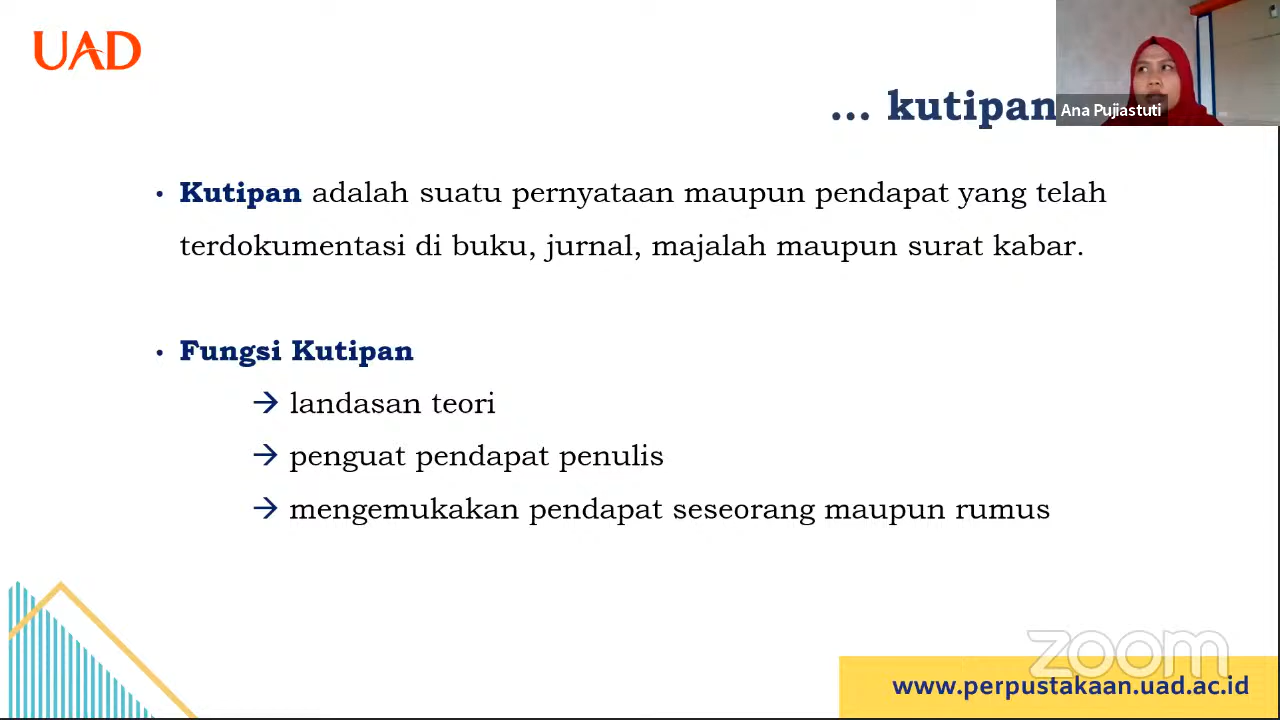 UAD
... kutipan
Ana Pujiastuti
• Kutipan adalah suatu pernyataan maupun pendapat yang telah
terdokumentasi di buku, jurnal, majalah maupun surat kabar.
• Fungsi Kutipan
→ landasan teori
→ penguat pendapat penulis
→ mengemukakan pendapat seseorang maupun rumus
zoom
www.perpustakaan.uad.ac.id